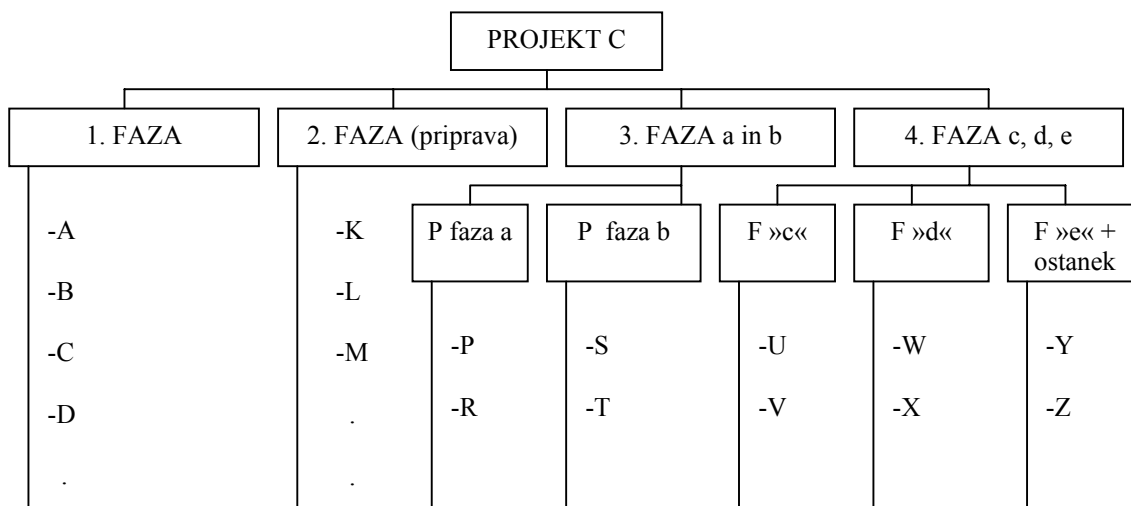 PROJEKT C
1. FAZA
2. FAZA (priprava)
3. FAZA a in b
4. FAZA c, d, e
P faza a
P faza b
F »c«
F »d«
F »e« +
ostanek
-A
-B
-C
-D
.
-K
-L
-M
.
.
-P
-R
-S
-T
-U
-V
-W
-X
-Y
-Z